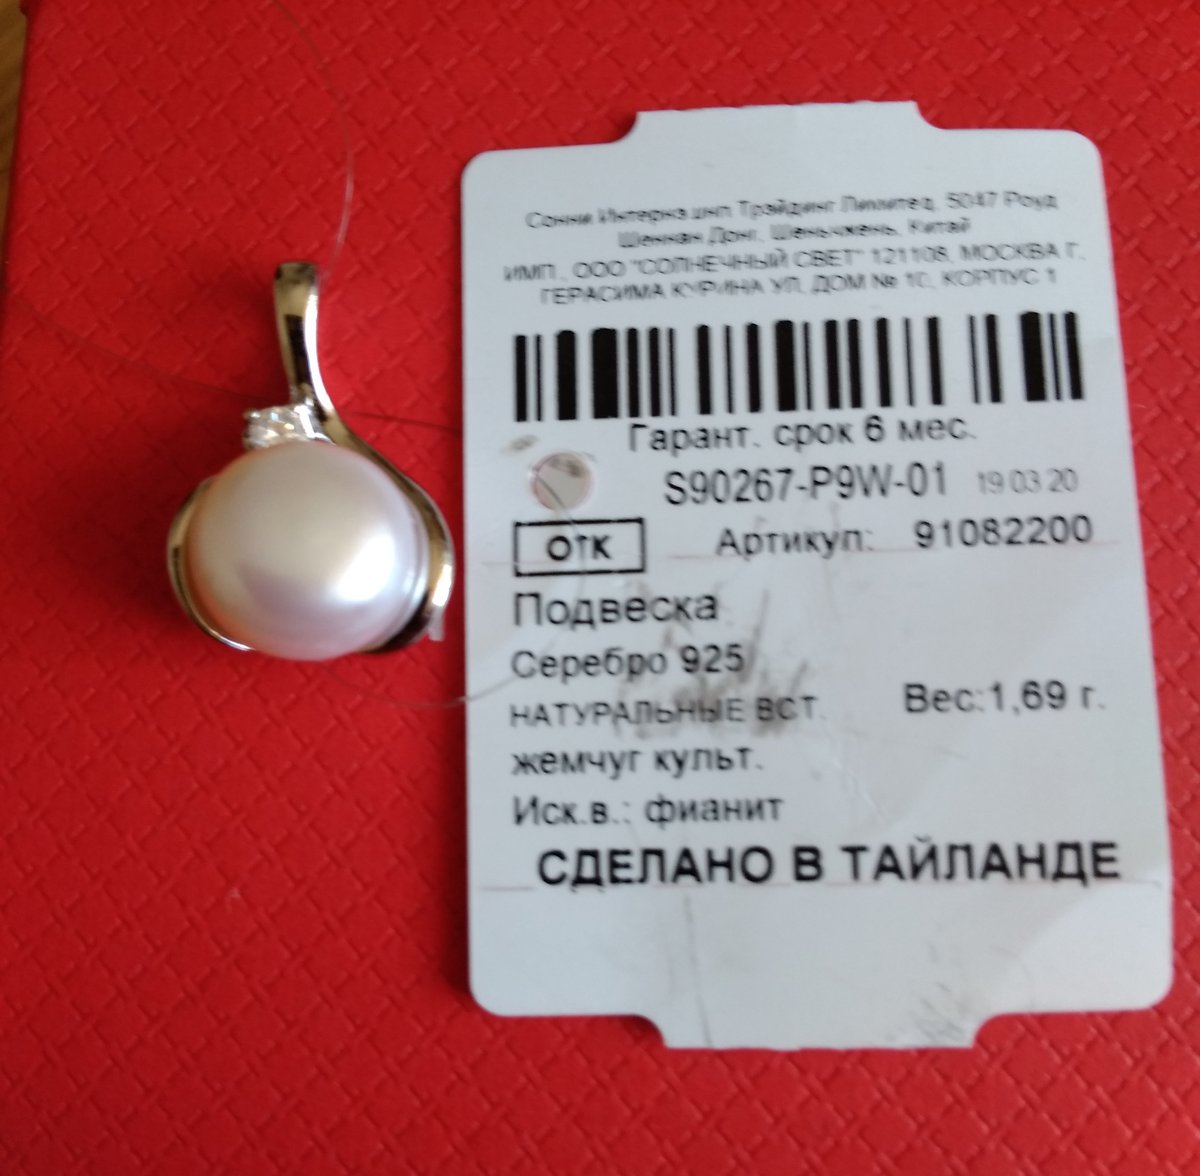 Сонни Интернэшнл Трэйдинг Лимитед, 5047 Роуд
Шеннан Донг, Шеньчжень, Китай
ИМП., ООО "СОЛНЕЧНЫЙ СВЕТ" 121108, МОСКВА Г.,
ГЕРАСИМА КУРИНА УЛ, ДОМ № 10, КОРПУС 1
Гарант. срок 6 мес.
S90267-P9W-01 19 03 20
ОТК Артикул: 91082200
Подвеска
Серебро 925
НАТУРАЛЬНЫЕ ВСТ. Вес:1,69 г.
жемчуг культ.
Иск.в.: фианит
СДЕЛАНО В ТАЙЛАНДЕ